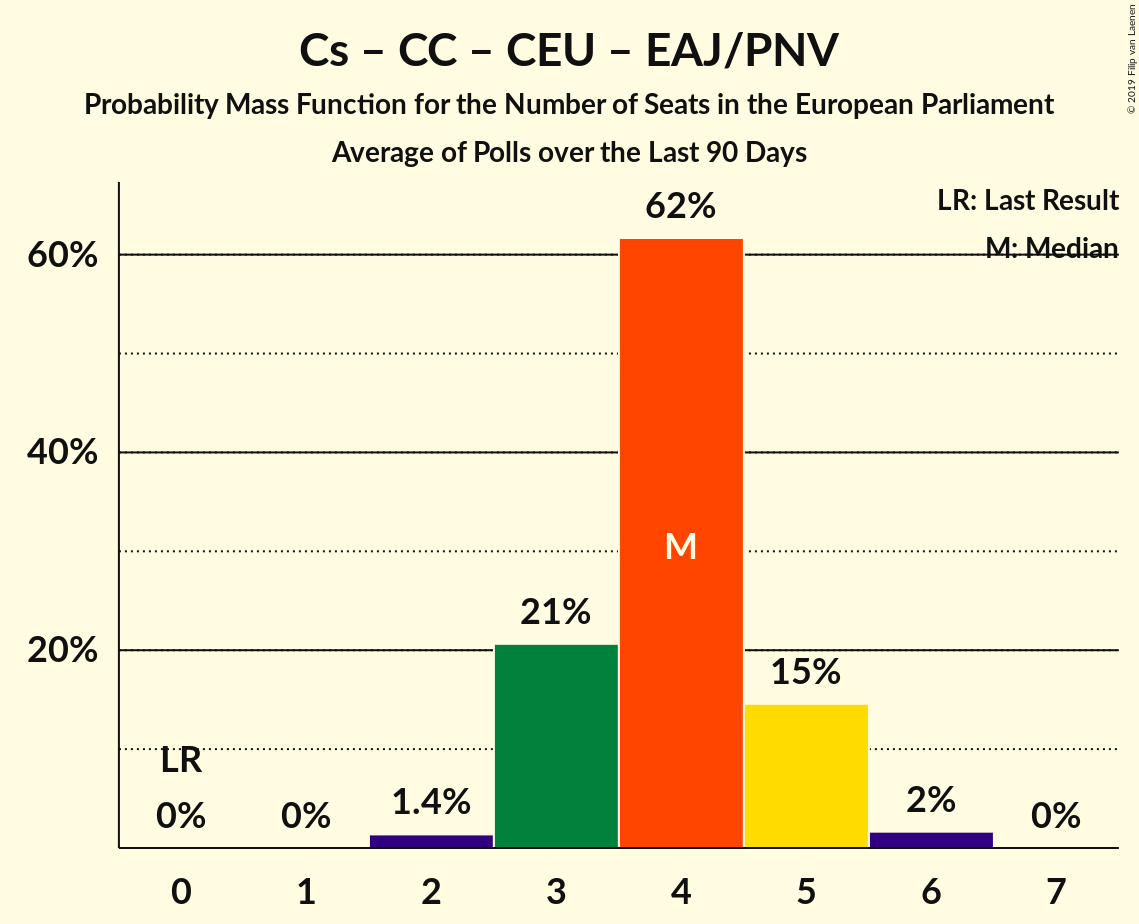 © 2019 Filip van Laenen
Cs – CC – CEU – EAJ/PNV
Probability Mass Function for the Number of Seats in the European Parliament
Average of Polls over the Last 90 Days
LR: Last Result
M: Median
62%
60%
40%
M
21%
20%
15%
LR
0%
0%
1.4%
2%
0%
0 1 2 3 4 5 6 7